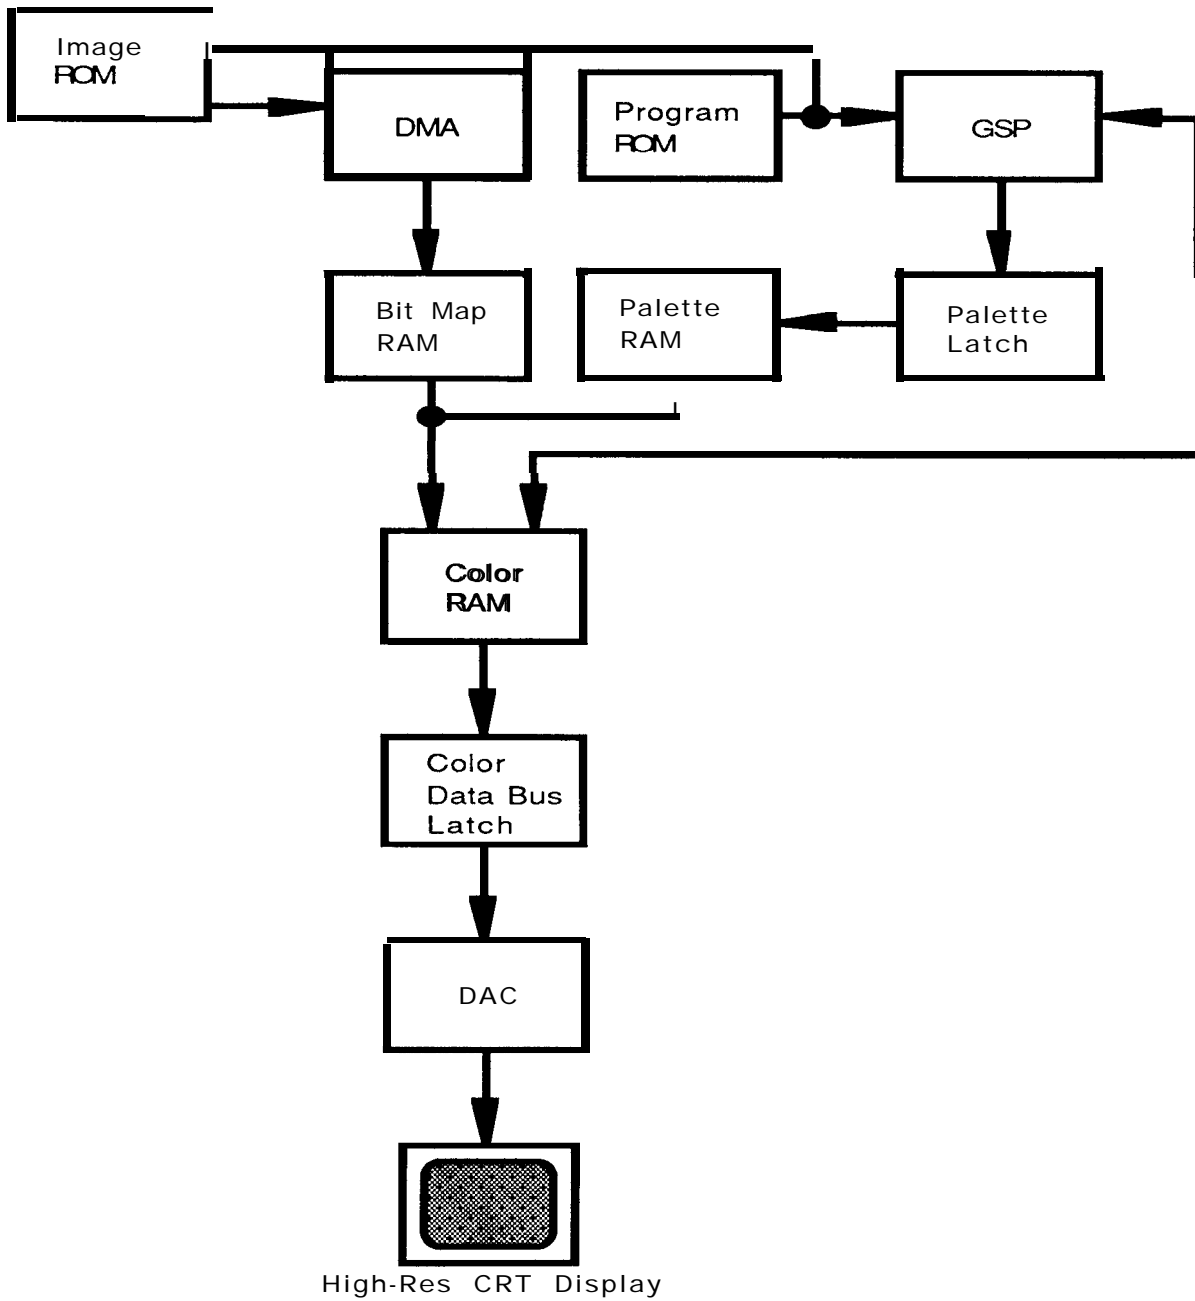 Image
ROM
DMA
Program
ROM
GSP
Bit Map
RAM
Palette
RAM
Palette
Latch
Color
RAM
Color
Data Bus
Latch
DAC
High-Res CRT Display